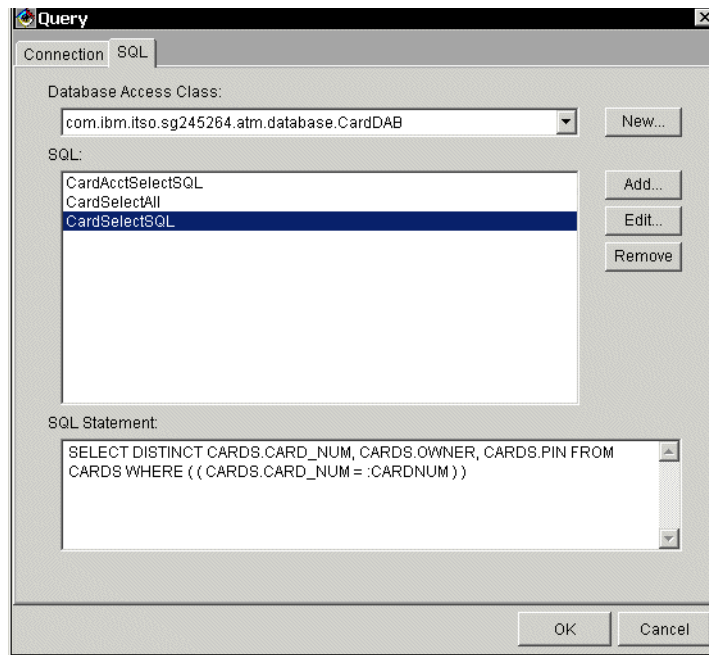 Query
Connection SQL
Database Access Class:
com.ibm.itso.sg245264.atm.database.CardDAB
New...
SQL:
CardAcctSelectSQL
CardSelectAll
CardSelectSQL
Add...
Edit...
Remove
SQL Statement:
SELECT DISTINCT CARDS.CARD_NUM, CARDS.OWNER, CARDS.PIN FROM
CARDS WHERE ( ( CARDS.CARD_NUM = :CARDNUM ) )
OK Cancel